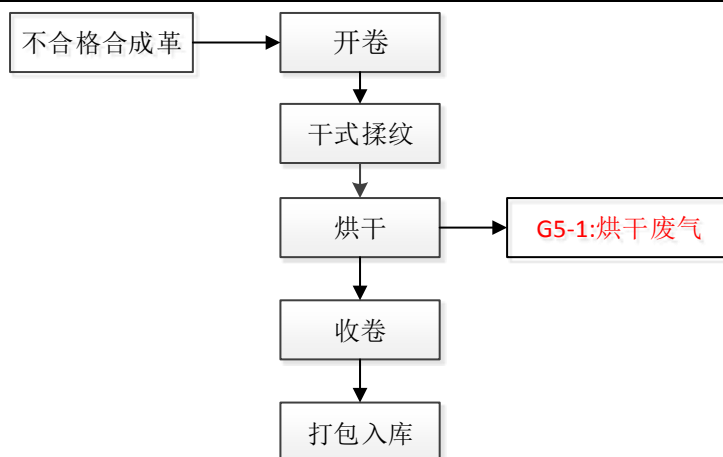 不合格合成革
开卷
干式揉纹
烘干
G5-1:烘干废气
收卷
打包入库